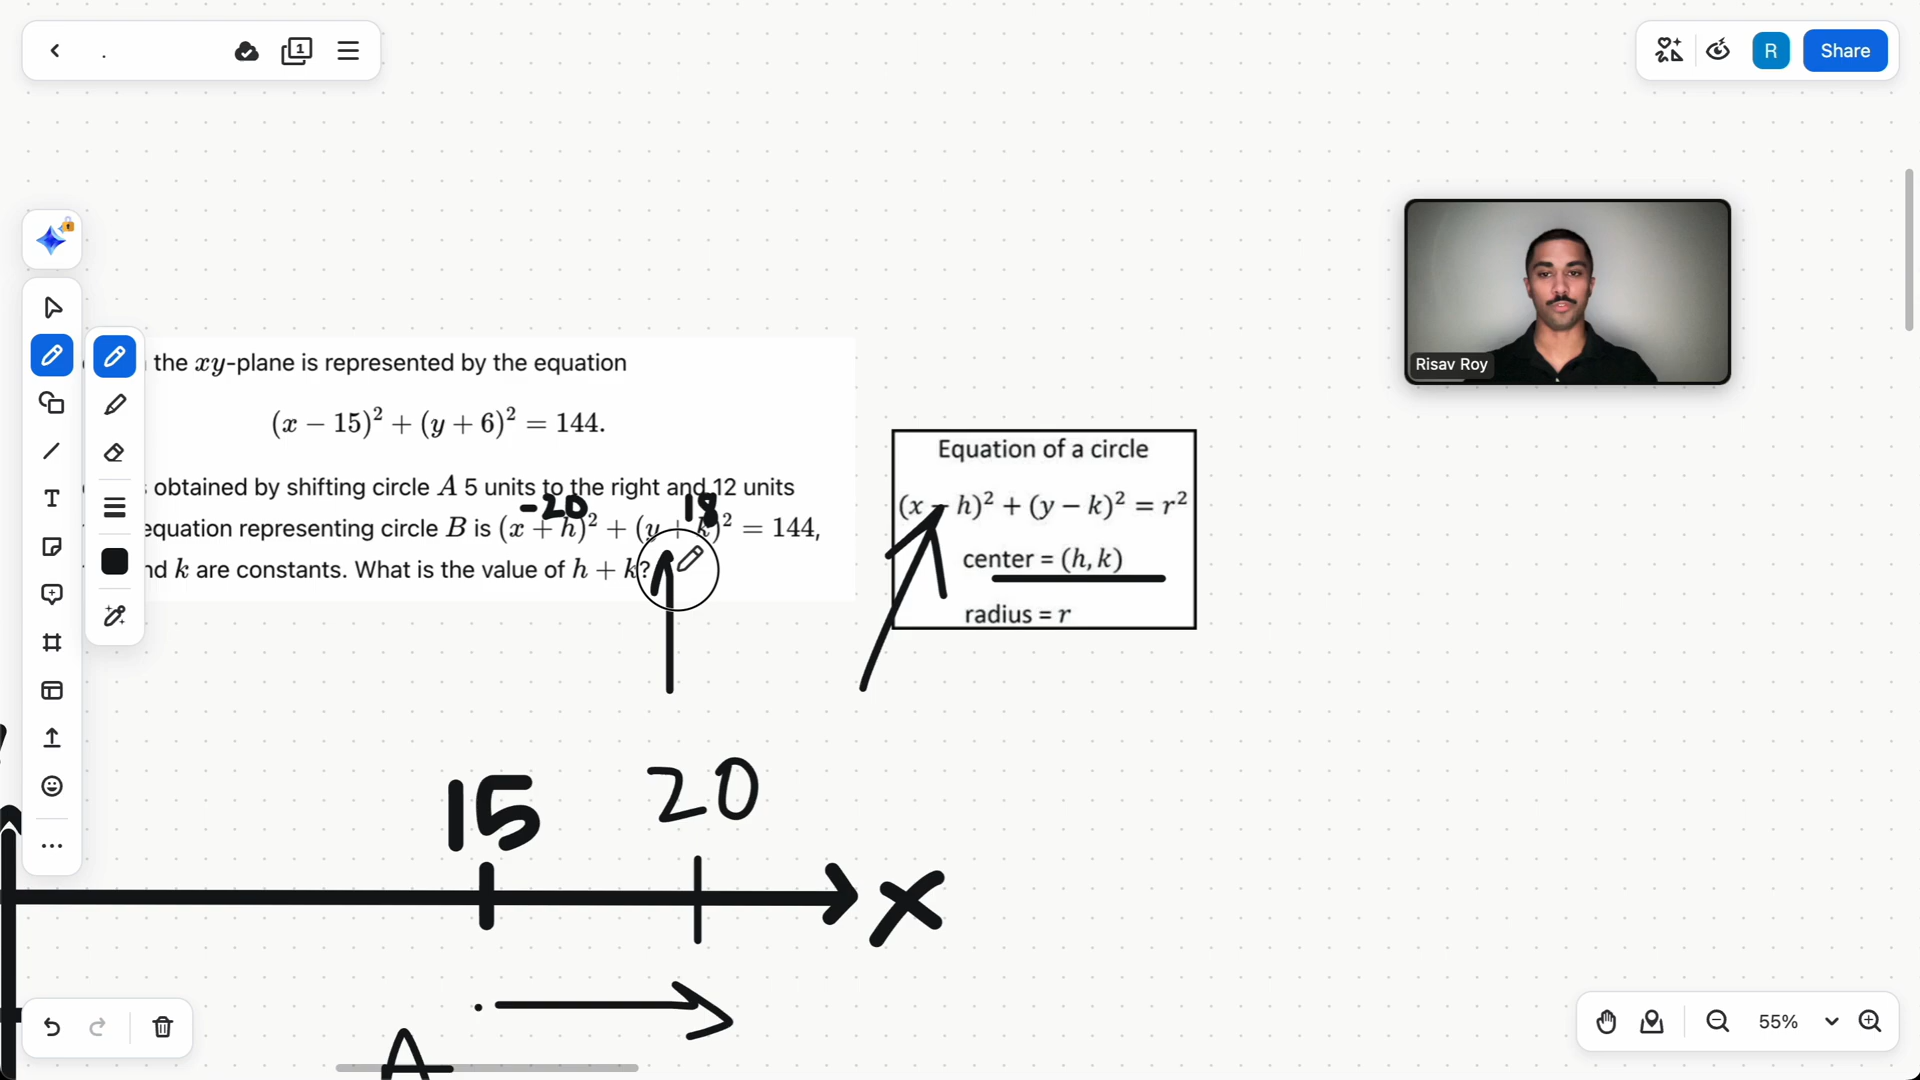 .
1
R
Share
the xy-plane is represented by the equation
(x − 15)² + (y + 6)² = 144.
obtained by shifting circle A 5 units to the right and 12 units
-20 18
equation representing circle B is (x + h)² + (y + k)² = 144,
nd k are constants. What is the value of h + k?
Equation of a circle
(x − h)² + (y − k)² = r²
center = (h, k)
radius = r
Risav Roy
T
15
20
X
A
55%